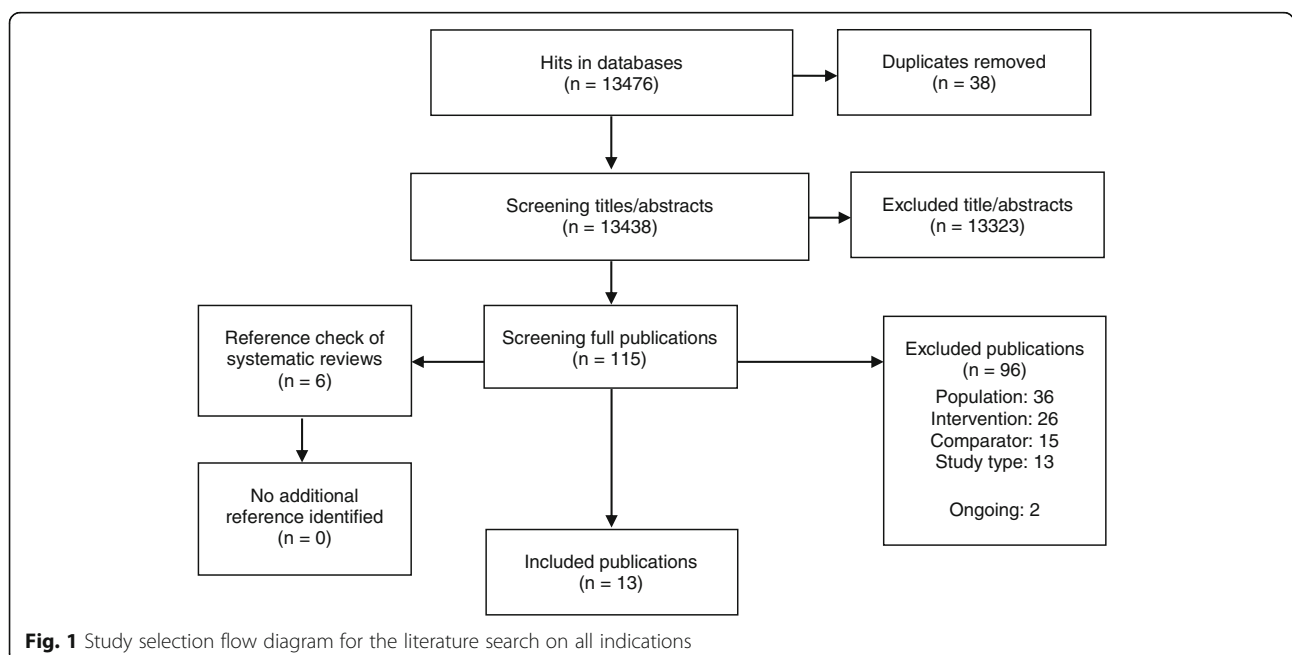 Hits in databases
(n = 13476)
Duplicates removed
(n = 38)
Screening titles/abstracts
(n = 13438)
Excluded title/abstracts
(n = 13323)
Reference check of
systematic reviews
(n = 6)
Screening full publications
(n = 115)
Excluded publications
(n = 96)
Population: 36
Intervention: 26
Comparator: 15
Study type: 13
Ongoing: 2
No additional
reference identified
(n = 0)
Included publications
(n = 13)
Fig. 1 Study selection flow diagram for the literature search on all indications